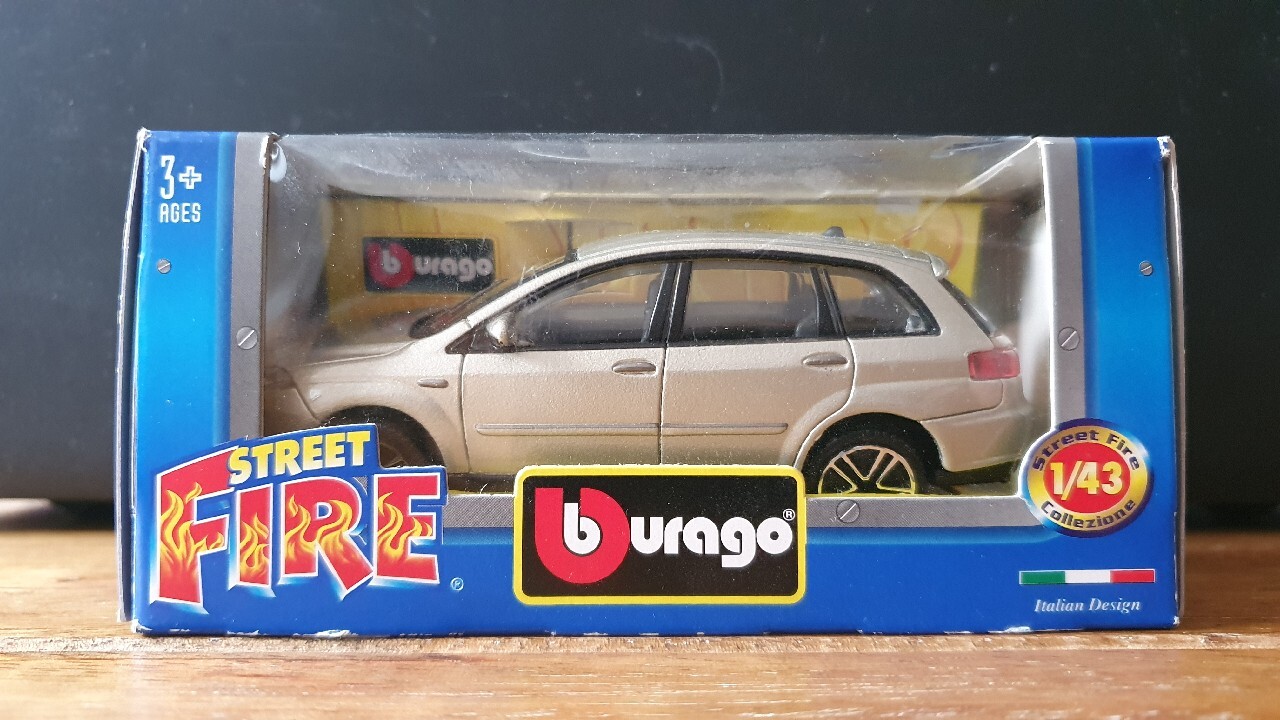 3+
AGES
burago
STREET
FIRE
burago®
Street Fire
1/43
Collezione
Italian Design